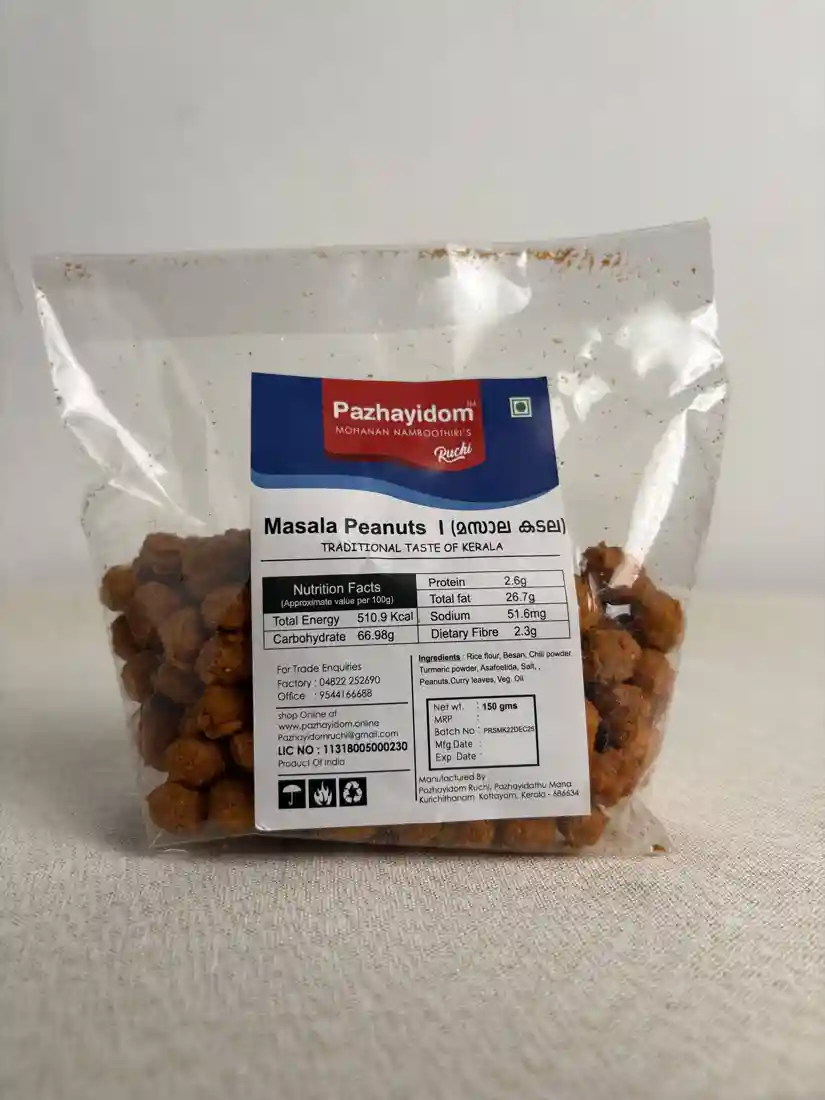 Pazhayidom TM
MOHANAN NAMBOOTHIRI'S
Ruchi
Masala Peanuts I (മസാല കടല)
TRADITIONAL TASTE OF KERALA
Nutrition Facts
(Approximate value per 100g)
Total Energy 510.9 Kcal
Carbohydrate 66.98g
Protein 2.6g
Total fat 26.7g
Sodium 51.6mg
Dietary Fibre 2.3g
For Trade Enquiries
Factory : 04822 252690
Office : 9544166688
shop Online at
www.pazhayidom.online
Pazhayidomruchi@gmail.com
LIC NO : 11318005000230
Product Of India
Ingredients : Rice flour, Besan, Chili powder
Turmeric powder, Asafoetida, Salt, ,
Peanuts,Curry leaves, Veg. Oil
Net wt. : 150 gms
MRP :
Batch No : PRSMK22DEC25
Mfg Date :
Exp Date :
Manufactured By
Pazhayidom Ruchi, Pazhayidathu Mana
Kurichithanam, Kottayam, Kerala - 686634